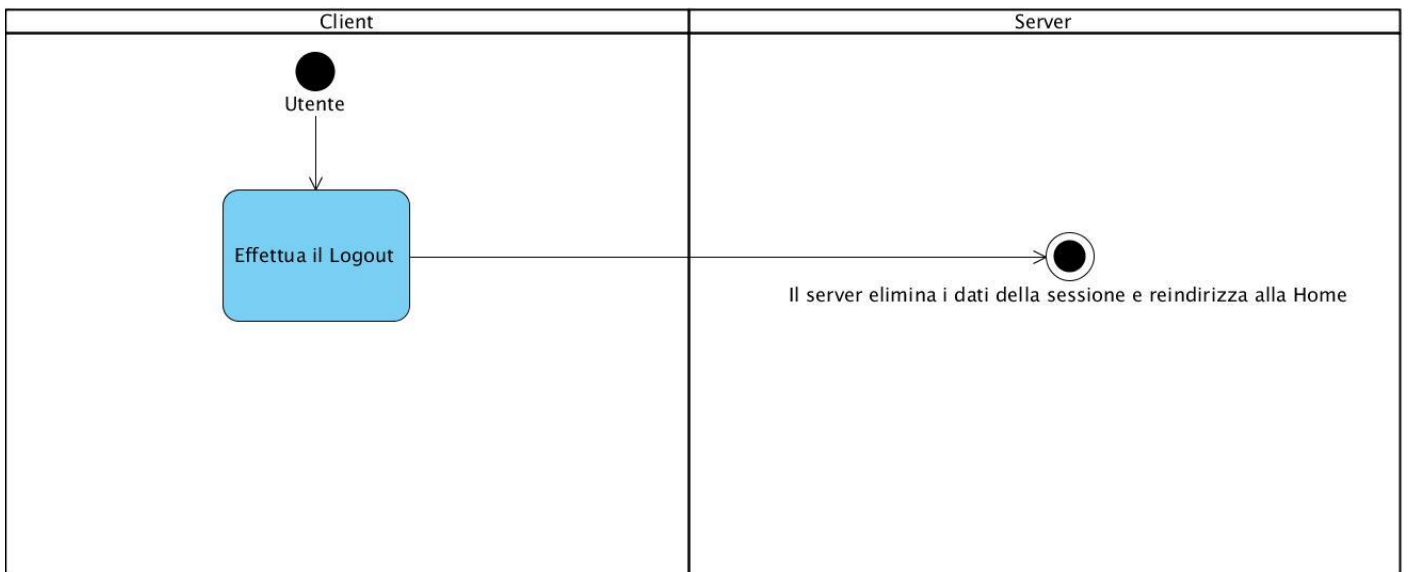 Client
Server
Utente
Effettua il Logout
Il server elimina i dati della sessione e reindirizza alla Home